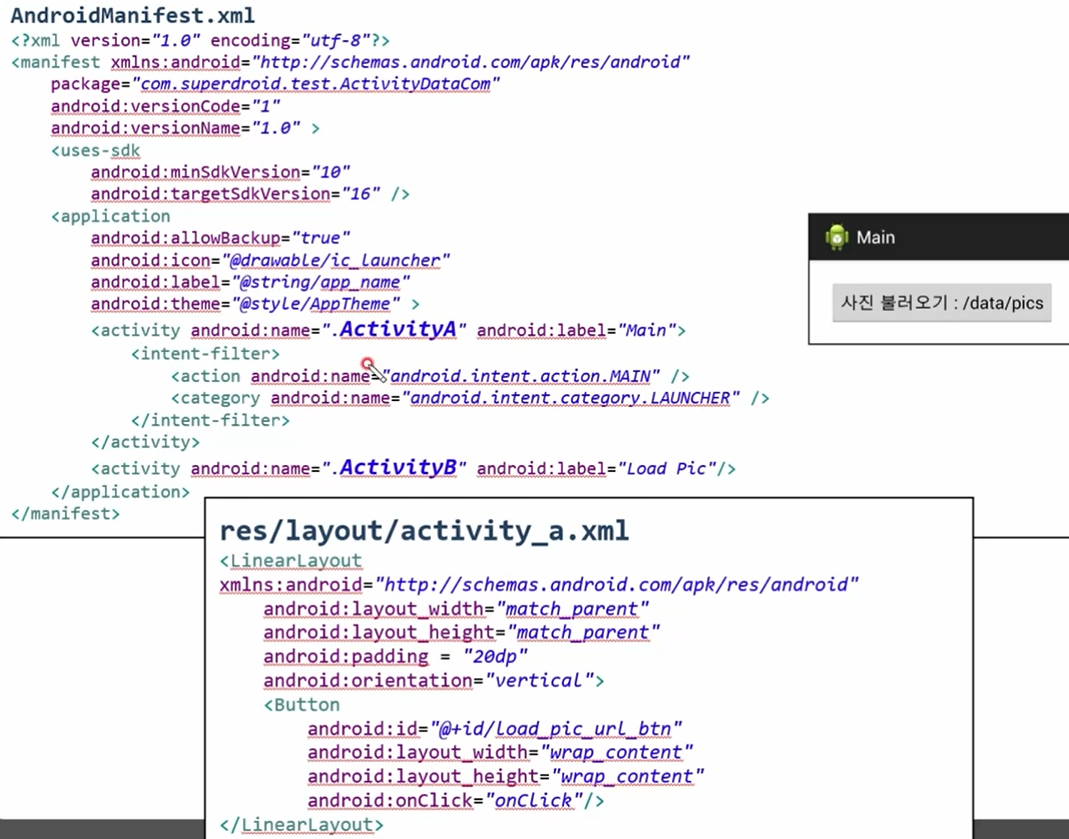 AndroidManifest.xml
<?xml version="1.0" encoding="utf-8"?>
<manifest xmlns:android="http://schemas.android.com/apk/res/android"
package="com.superdroid.test.ActivityDataCom"
android:versionCode="1"
android:versionName="1.0" >
<uses-sdk
android:minSdkVersion="10"
android:targetSdkVersion="16" />
<application
android:allowBackup="true"
android:icon="@drawable/ic_launcher"
android:label="@string/app_name"
android:theme="@style/AppTheme" >
<activity android:name=".ActivityA" android:label="Main">
<intent-filter>
<action android:name="android.intent.action.MAIN" />
<category android:name="android.intent.category.LAUNCHER" />
</intent-filter>
</activity>
<activity android:name=".ActivityB" android:label="Load Pic"/>
</application>
</manifest>
Main
사진 불러오기 : /data/pics
res/layout/activity_a.xml
<LinearLayout
xmlns:android="http://schemas.android.com/apk/res/android"
android:layout_width="match_parent"
android:layout_height="match_parent"
android:padding = "20dp"
android:orientation="vertical">
<Button
android:id="@+id/load_pic_url_btn"
android:layout_width="wrap_content"
android:layout_height="wrap_content"
android:onClick="onClick"/>
</LinearLayout>